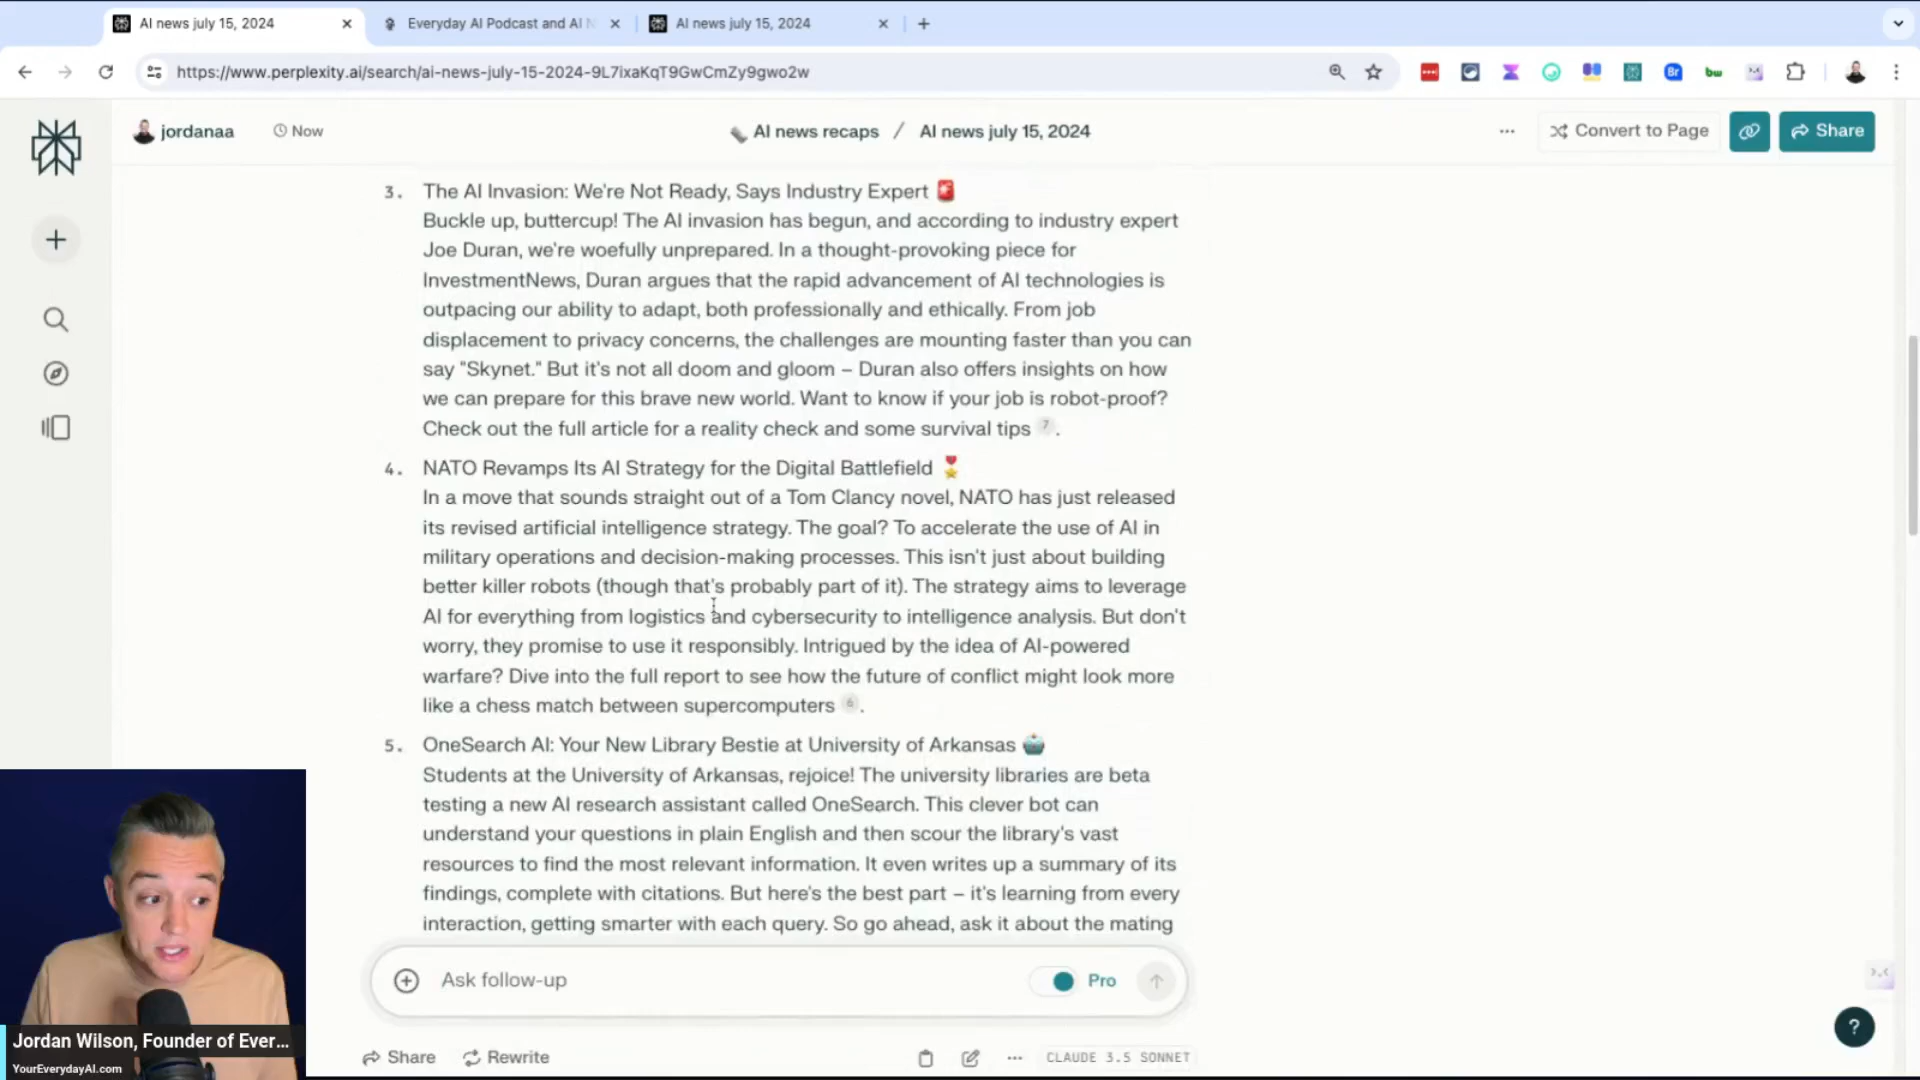 AI news july 15, 2024
Everyday AI Podcast and AI N
AI news july 15, 2024
https://www.perplexity.ai/search/ai-news-july-15-2024-9L7ixaKqT9GwCmZy9gwo2w
Br
bw
jordanaa
Now
AI news recaps / AI news july 15, 2024
Convert to Page
Share
3. The AI Invasion: We're Not Ready, Says Industry Expert
Buckle up, buttercup! The AI invasion has begun, and according to industry expert
Joe Duran, we're woefully unprepared. In a thought-provoking piece for
InvestmentNews, Duran argues that the rapid advancement of AI technologies is
outpacing our ability to adapt, both professionally and ethically. From job
displacement to privacy concerns, the challenges are mounting faster than you can
say "Skynet." But it's not all doom and gloom – Duran also offers insights on how
we can prepare for this brave new world. Want to know if your job is robot-proof?
Check out the full article for a reality check and some survival tips 7.
4. NATO Revamps Its AI Strategy for the Digital Battlefield
In a move that sounds straight out of a Tom Clancy novel, NATO has just released
its revised artificial intelligence strategy. The goal? To accelerate the use of AI in
military operations and decision-making processes. This isn't just about building
better killer robots (though that's probably part of it). The strategy aims to leverage
AI for everything from logistics and cybersecurity to intelligence analysis. But don't
worry, they promise to use it responsibly. Intrigued by the idea of AI-powered
warfare? Dive into the full report to see how the future of conflict might look more
like a chess match between supercomputers 6.
5. OneSearch AI: Your New Library Bestie at University of Arkansas
Students at the University of Arkansas, rejoice! The university libraries are beta
testing a new AI research assistant called OneSearch. This clever bot can
understand your questions in plain English and then scour the library's vast
resources to find the most relevant information. It even writes up a summary of its
findings, complete with citations. But here's the best part – it's learning from every
interaction, getting smarter with each query. So go ahead, ask it about the mating
Ask follow-up
Pro
?
Share
Rewrite
CLAUDE 3.5 SONNET
Jordan Wilson, Founder of Ever...
YourEverydayAI.com